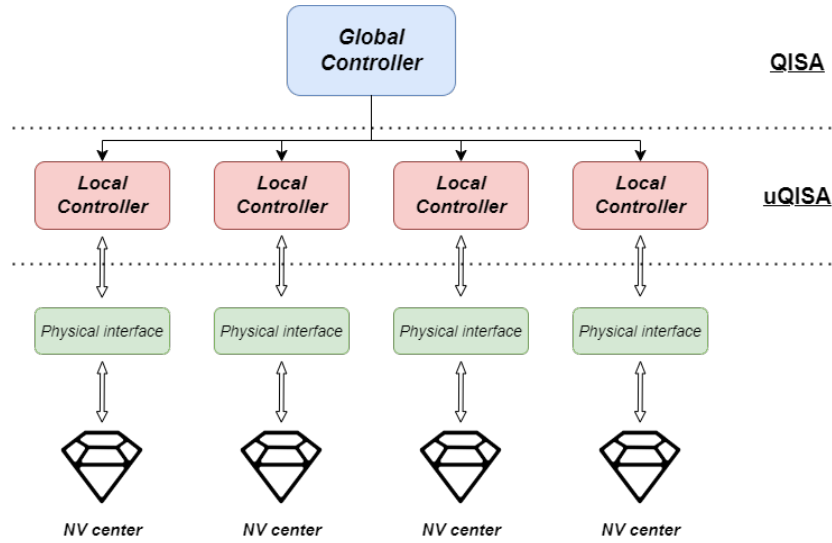 Global
Controller
QISA
Local
Controller
Local
Controller
Local
Controller
Local
Controller
uQISA
Physical interface
Physical interface
Physical interface
Physical interface
NV center
NV center
NV center
NV center